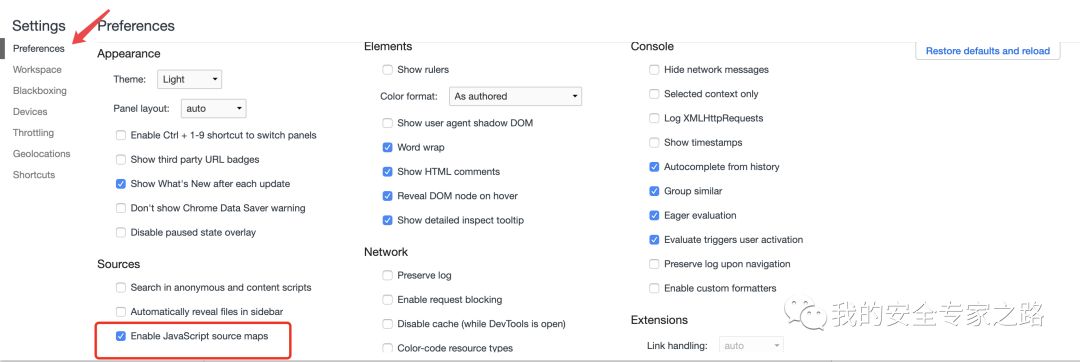 Settings
Preferences
Workspace
Blackboxing
Devices
Throttling
Geolocations
Shortcuts
Preferences
Appearance
Theme: Light
Panel layout: auto
Enable Ctrl + 1-9 shortcut to switch panels
Show third party URL badges
Show What's New after each update
Don't show Chrome Data Saver warning
Disable paused state overlay
Sources
Search in anonymous and content scripts
Automatically reveal files in sidebar
Enable JavaScript source maps
Elements
Show rulers
Color format: As authored
Show user agent shadow DOM
Word wrap
Show HTML comments
Reveal DOM node on hover
Show detailed inspect tooltip
Network
Preserve log
Enable request blocking
Disable cache (while DevTools is open)
Color-code resource types
Console
Hide network messages
Selected context only
Log XMLHttpRequests
Show timestamps
Autocomplete from history
Group similar
Eager evaluation
Evaluate triggers user activation
Preserve log upon navigation
Enable custom formatters
Extensions
Link handling: auto
Restore defaults and reload
我的安全专家之路